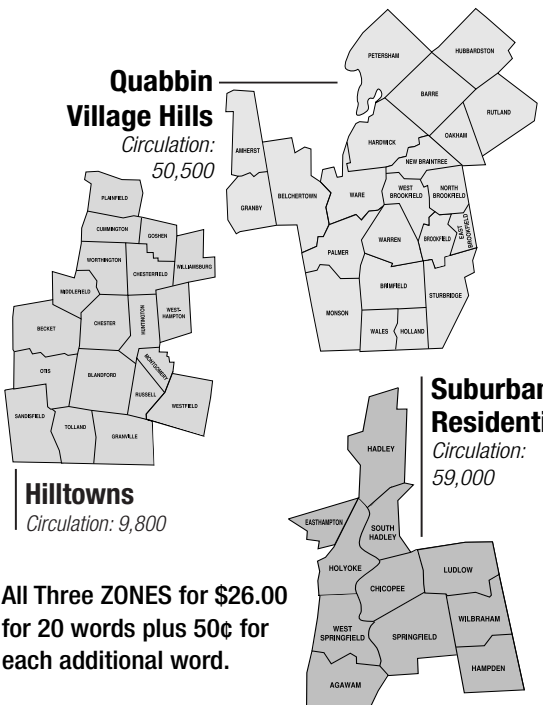 Quabbin
Village Hills
Circulation:
50,500
PETERSHAM
HUBBARDSTON
BARRE
RUTLAND
HARDWICK
OAKHAM
NEW BRAINTREE
AMHERST
BELCHERTOWN
GRANBY
WARE
WEST
BROOKFIELD
NORTH
BROOKFIELD
WARREN
BROOKFIELD
EAST
BROOKFIELD
PALMER
BRIMFIELD
STURBRIDGE
MONSON
WALES
HOLLAND
PLAINFIELD
CUMMINGTON
GOSHEN
WORTHINGTON
CHESTERFIELD
WILLIAMSBURG
MIDDLEFIELD
BECKET
CHESTER
HUNTINGTON
WEST-
HAMPTON
OTIS
BLANDFORD
MONTGOMERY
RUSSELL
WESTFIELD
SANDISFIELD
TOLLAND
GRANVILLE
Hilltowns
Circulation: 9,800
Suburban
Residenti
Circulation:
59,000
HADLEY
EASTHAMPTON
SOUTH
HADLEY
HOLYOKE
CHICOPEE
LUDLOW
WEST
SPRINGFIELD
SPRINGFIELD
WILBRAHAM
HAMPDEN
AGAWAM
All Three ZONES for $26.00
for 20 words plus 50¢ for
each additional word.